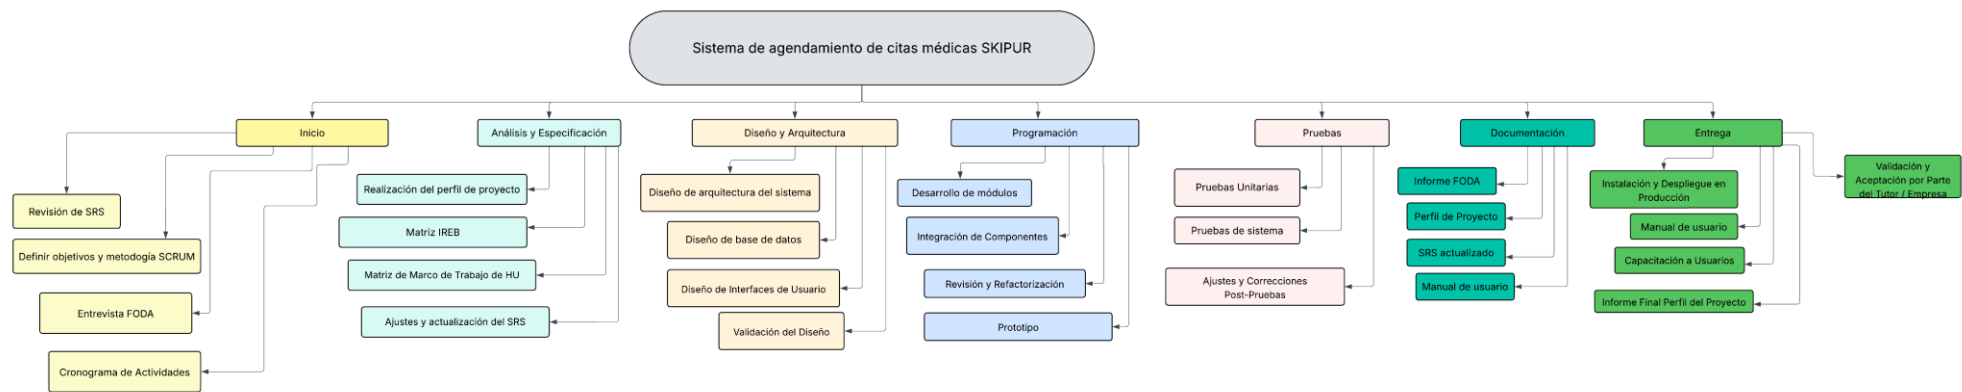 Sistema de agendamiento de citas médicas SKIPUR
Inicio
Análisis y Especificación
Diseño y Arquitectura
Programación
Pruebas
Documentación
Entrega
Revisión de SRS
Definir objetivos y metodogía SCRUM
Entrevista FODA
Cronograma de Actividades
Realización del perfil de proyecto
Matriz IREB
Matriz de Marco de Trabajo de HU
Ajustes y actualización del SRS
Diseño de arquitectura del sistema
Diseño de base de datos
Diseño de Interfaces de Usuario
Validación del Diseño
Desarrollo de módulos
Integración de Componentes
Revisión y Refactorización
Prototipo
Pruebas Unitarias
Pruebas de sistema
Ajustes y Correcciones
Post-Pruebas
Informe FODA
Perfil de Proyecto
SRS actualizado
Manual de usuario
Instalación y Despliegue en
Producción
Manual de usuario
Capacitación a Usuarios
Informe Final Perfil del Proyecto
Validación y
Aceptación por Parte
del Tutor / Empresa